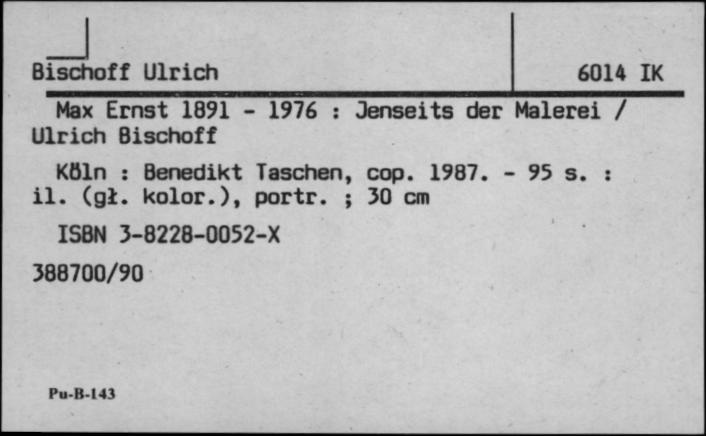 Bischoff Ulrich 6014 IK
Max Ernst 1891 - 1976 : Jenseits der Malerei /
Ulrich Bischoff
Köln : Benedikt Taschen, cop. 1987. - 95 s. :
il. (gł. kolor.), portr. ; 30 cm
ISBN 3-8228-0052-X
388700/90
Pu-B-143